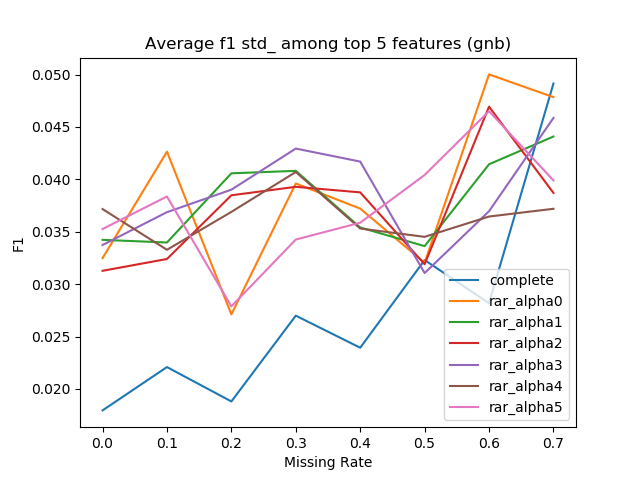 Average f1 std_ among top 5 features (gnb)
F1
0.050
0.045
0.040
0.035
0.030
0.025
0.020
complete
rar_alpha0
rar_alpha1
rar_alpha2
rar_alpha3
rar_alpha4
rar_alpha5
0.0 0.1 0.2 0.3 0.4 0.5 0.6 0.7
Missing Rate